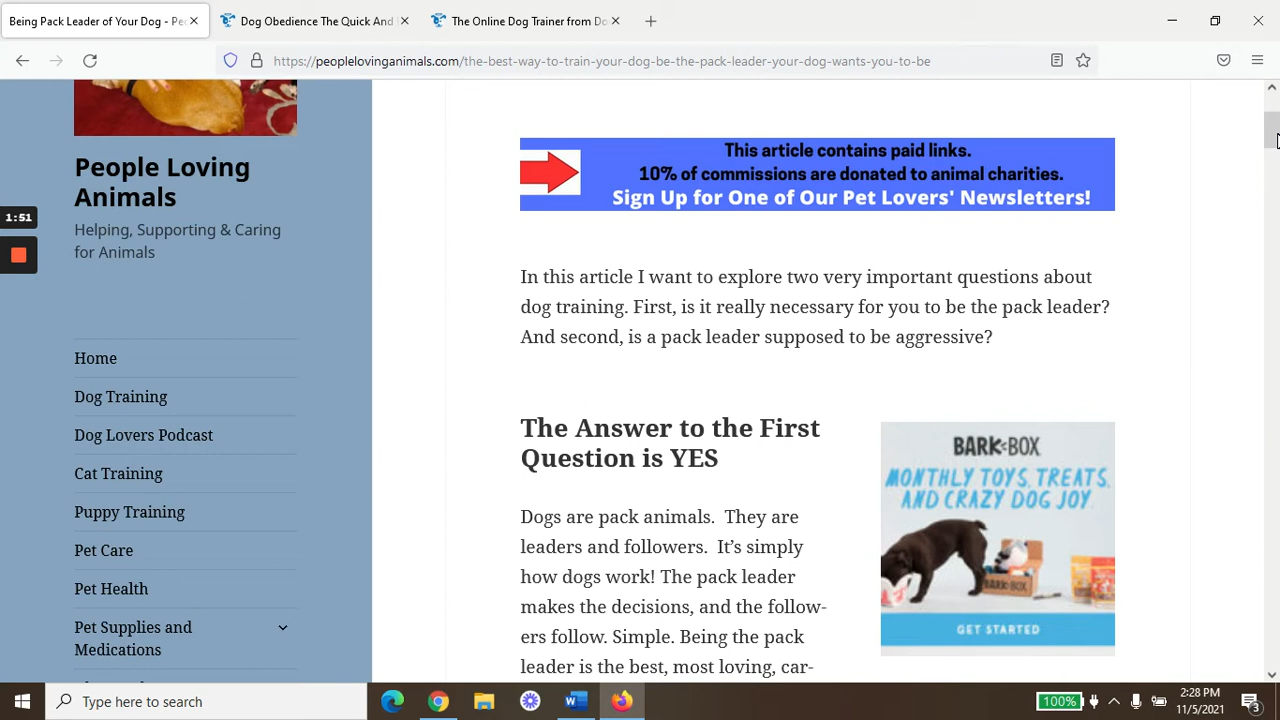 Being Pack Leader of Your Dog - Pe
Dog Obedience The Quick And
The Online Dog Trainer from Do
https://peoplelovinganimals.com/the-best-way-to-train-your-dog-be-the-pack-leader-your-dog-wants-you-to-be
People Loving
Animals
Helping, Supporting & Caring
for Animals
1:51
Home
Dog Training
Dog Lovers Podcast
Cat Training
Puppy Training
Pet Care
Pet Health
Pet Supplies and
Medications
This article contains paid links.
10% of commissions are donated to animal charities.
Sign Up for One of Our Pet Lovers' Newsletters!
In this article I want to explore two very important questions about
dog training. First, is it really necessary for you to be the pack leader?
And second, is a pack leader supposed to be aggressive?
The Answer to the First
Question is YES
Dogs are pack animals.  They are
leaders and followers.  It’s simply
how dogs work! The pack leader
makes the decisions, and the follow-
ers follow. Simple. Being the pack
leader is the best, most loving, car-
BARK BOX
MONTHLY TOYS, TREATS,
AND CRAZY DOG JOY.
BARK BOX
GET STARTED
Type here to search
100%
2:28 PM
11/5/2021
3